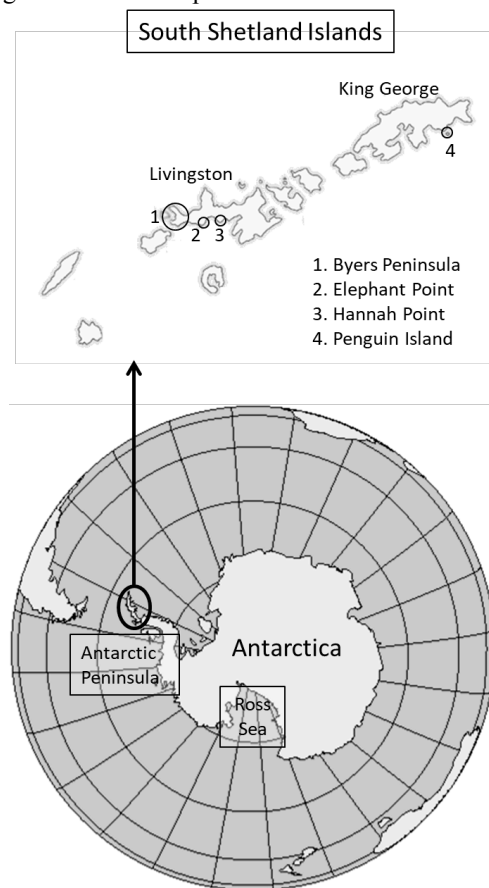 South Shetland Islands
King George
4
Livingston
1
2
3
1. Byers Peninsula
2. Elephant Point
3. Hannah Point
4. Penguin Island
Antarctic
Peninsula
Antarctica
Ross
Sea